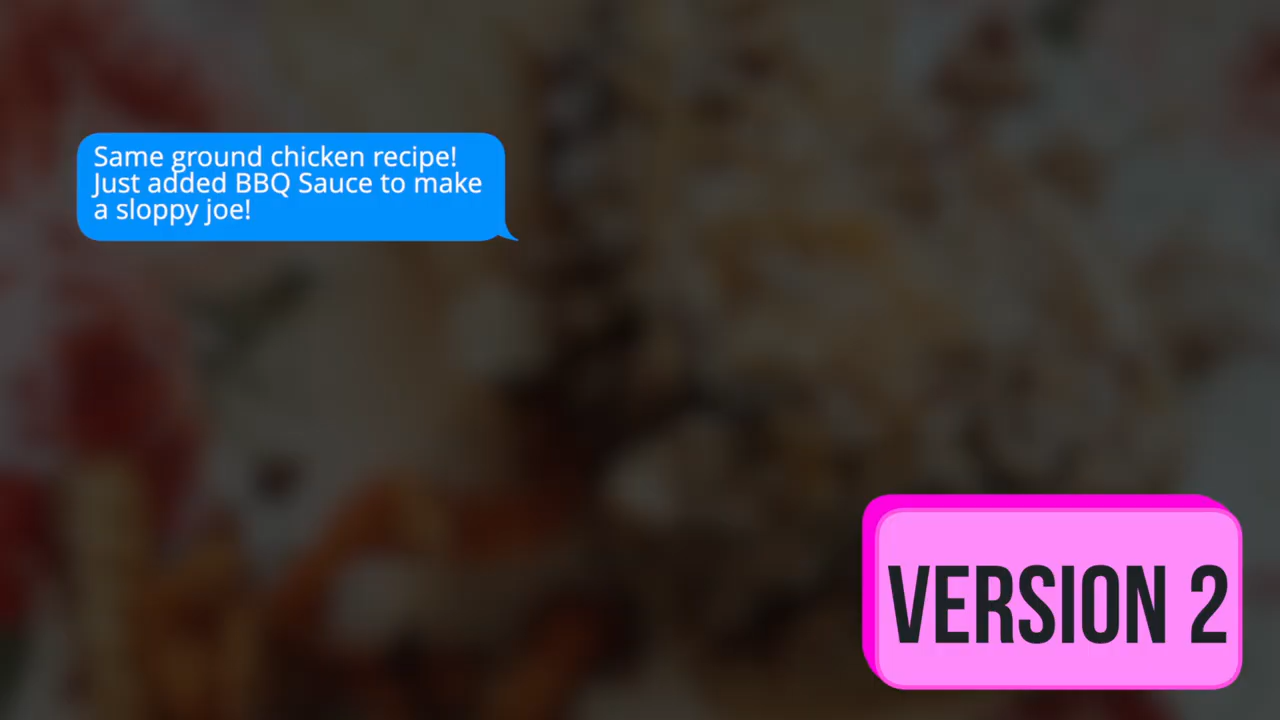 Same ground chicken recipe!
Just added BBQ Sauce to make
a sloppy joe!
VERSION 2